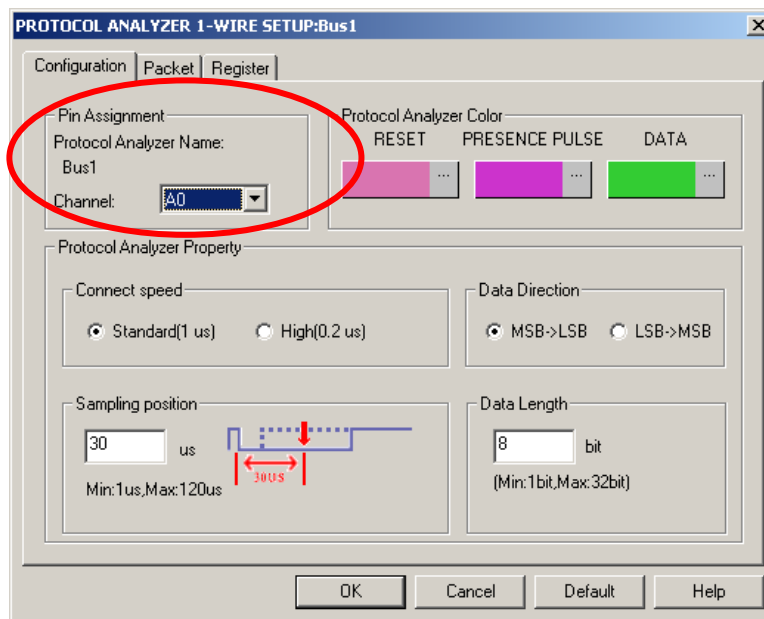 PROTOCOL ANALYZER 1-WIRE SETUP:Bus1
Configuration Packet Register
Pin Assignment
Protocol Analyzer Name:
Bus1
Channel: A0
Protocol Analyzer Color
RESET PRESENCE PULSE DATA
... ... ...
Protocol Analyzer Property
Connect speed
Standard(1 us) High(0.2 us)
Data Direction
MSB->LSB LSB->MSB
Sampling position
30 us
30US
Min:1us,Max:120us
Data Length
8 bit
(Min:1bit,Max:32bit)
OK Cancel Default Help